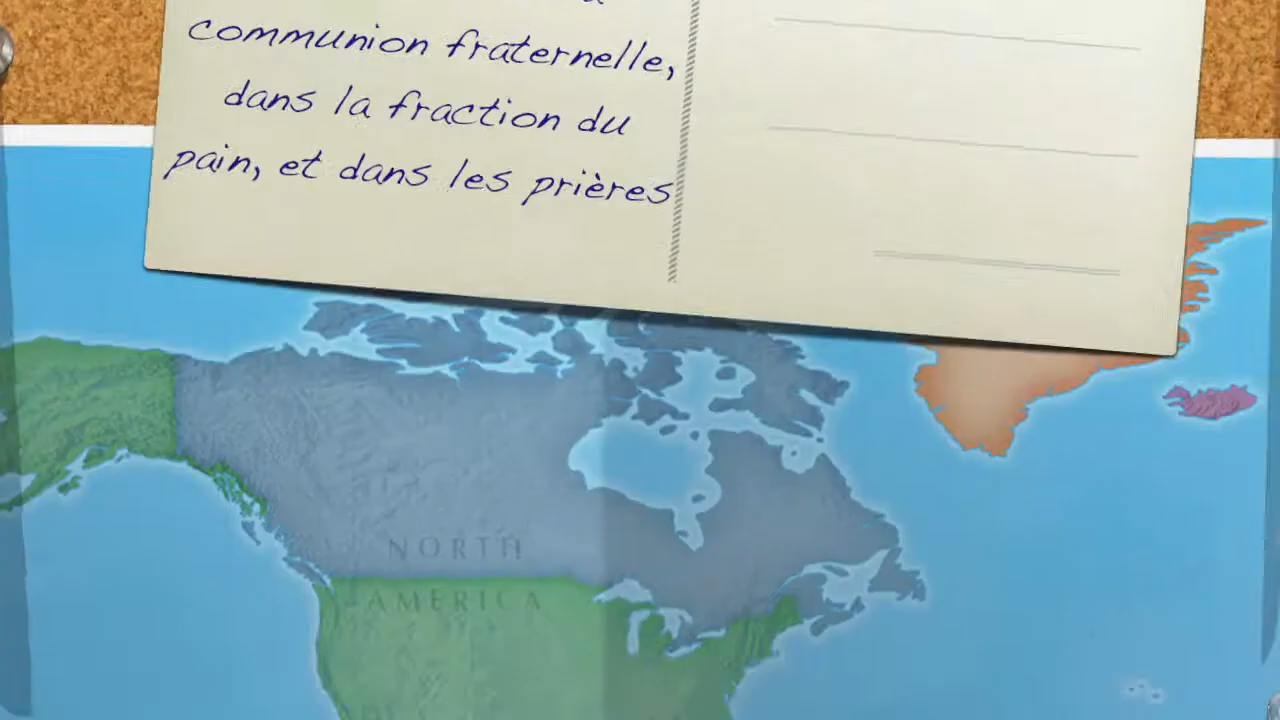 communion fraternelle,
dans la fraction du
pain, et dans les prières
NORTH
AMERICA